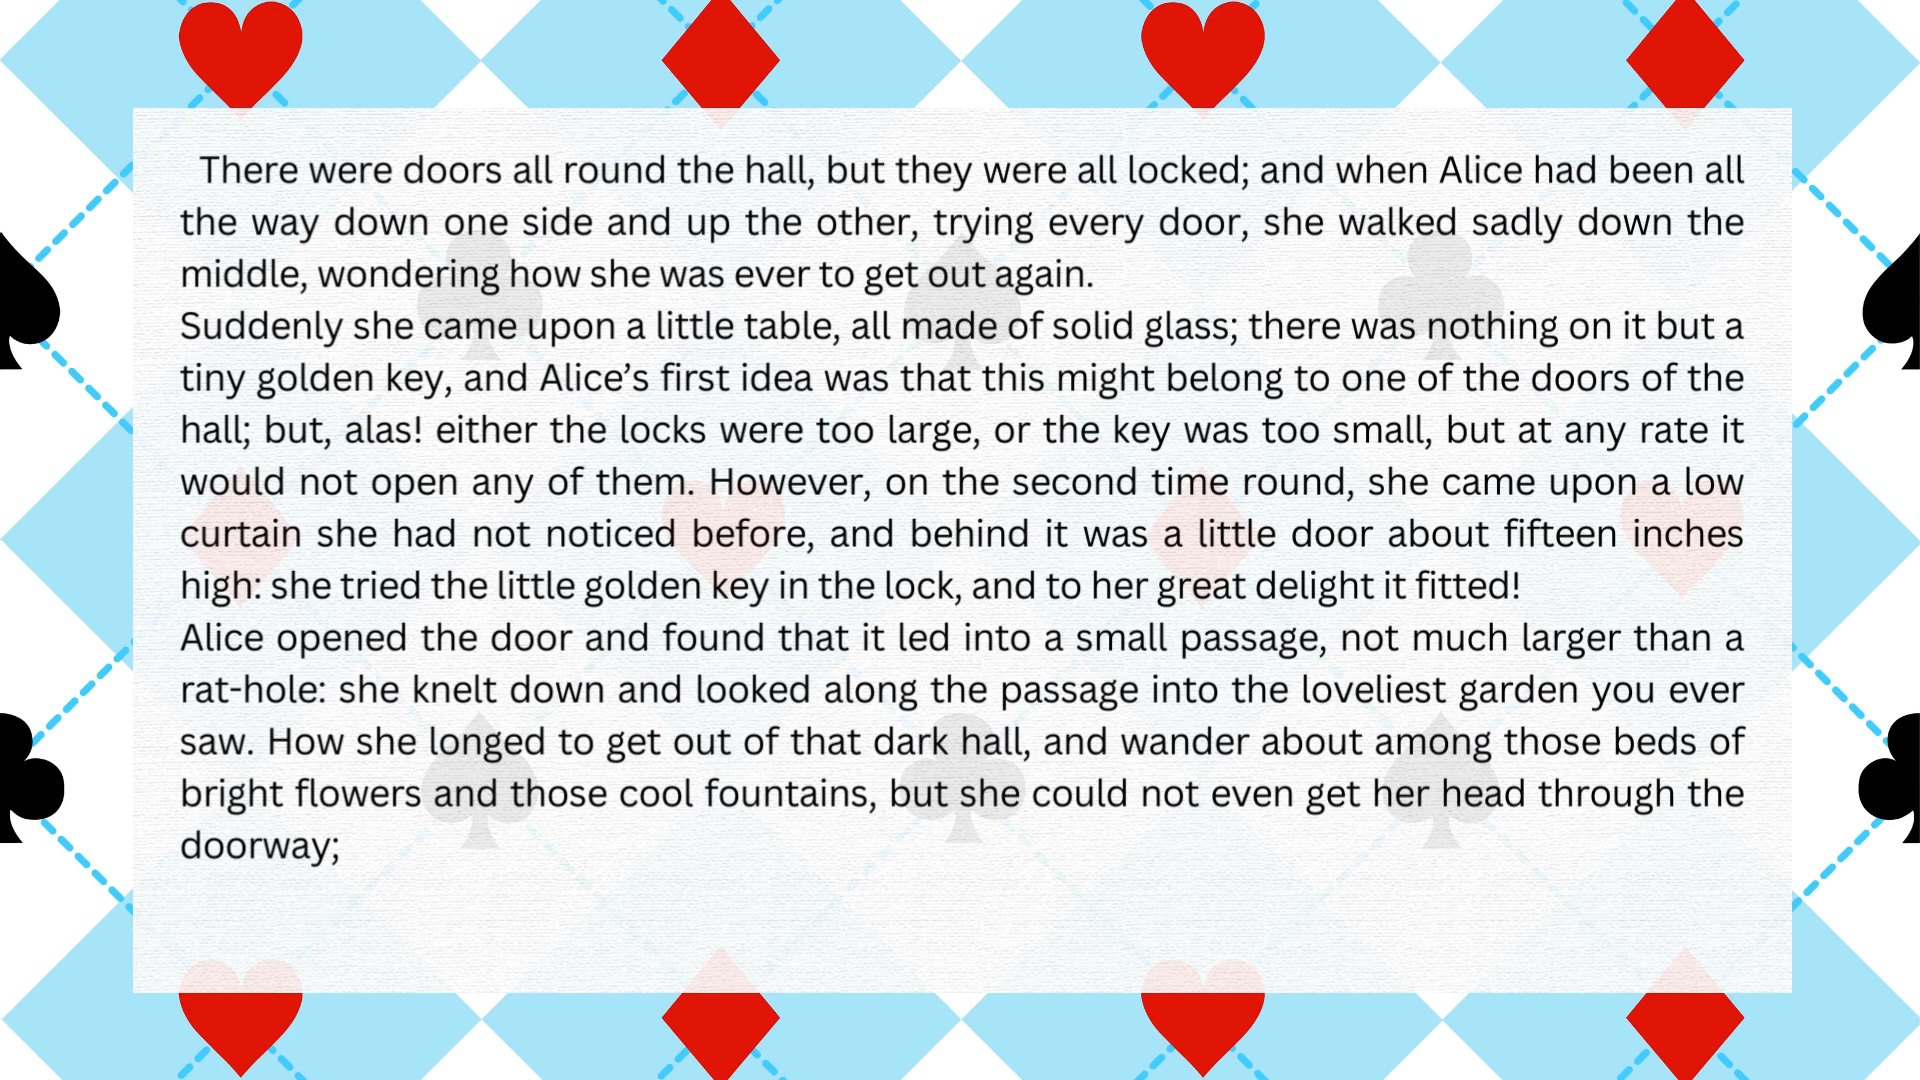 There were doors all round the hall, but they were all locked; and when Alice had been all
the way down one side and up the other, trying every door, she walked sadly down the
middle, wondering how she was ever to get out again.
Suddenly she came upon a little table, all made of solid glass; there was nothing on it but a
tiny golden key, and Alice’s first idea was that this might belong to one of the doors of the
hall; but, alas! either the locks were too large, or the key was too small, but at any rate it
would not open any of them. However, on the second time round, she came upon a low
curtain she had not noticed before, and behind it was a little door about fifteen inches
high: she tried the little golden key in the lock, and to her great delight it fitted!
Alice opened the door and found that it led into a small passage, not much larger than a
rat-hole: she knelt down and looked along the passage into the loveliest garden you ever
saw. How she longed to get out of that dark hall, and wander about among those beds of
bright flowers and those cool fountains, but she could not even get her head through the
doorway;